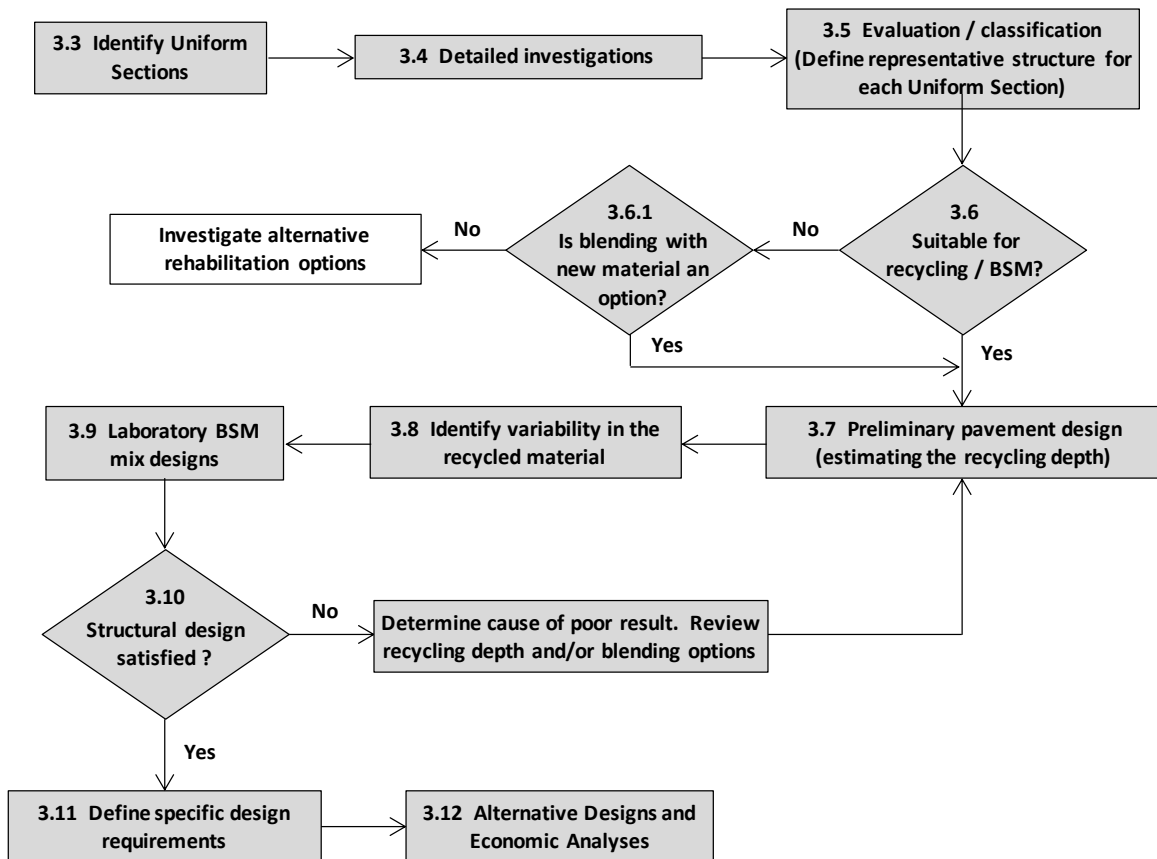 3.3 Identify Uniform
Sections
3.4 Detailed investigations
3.5 Evaluation / classification
(Define representative structure for
each Uniform Section)
3.6
Suitable for
recycling / BSM?
No
3.6.1
Is blending with
new material an
option?
No
Investigate alternative
rehabilitation options
Yes
Yes
3.7 Preliminary pavement design
(estimating the recycling depth)
3.8 Identify variability in the
recycled material
3.9 Laboratory BSM
mix designs
3.10
Structural design
satisfied ?
No
Determine cause of poor result. Review
recycling depth and/or blending options
Yes
3.11 Define specific design
requirements
3.12 Alternative Designs and
Economic Analyses